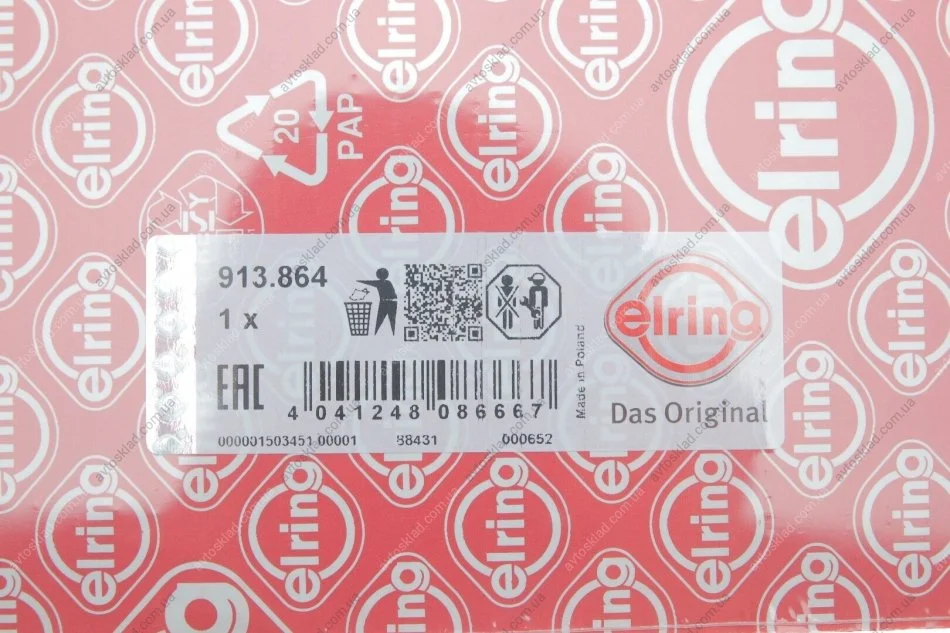 20
PAP
elring
913.864
1 x
EAC
4 041248 086667
000001503451 00001 88431 000652
Made in Poland
elring
Das Original
avtosklad.com.ua